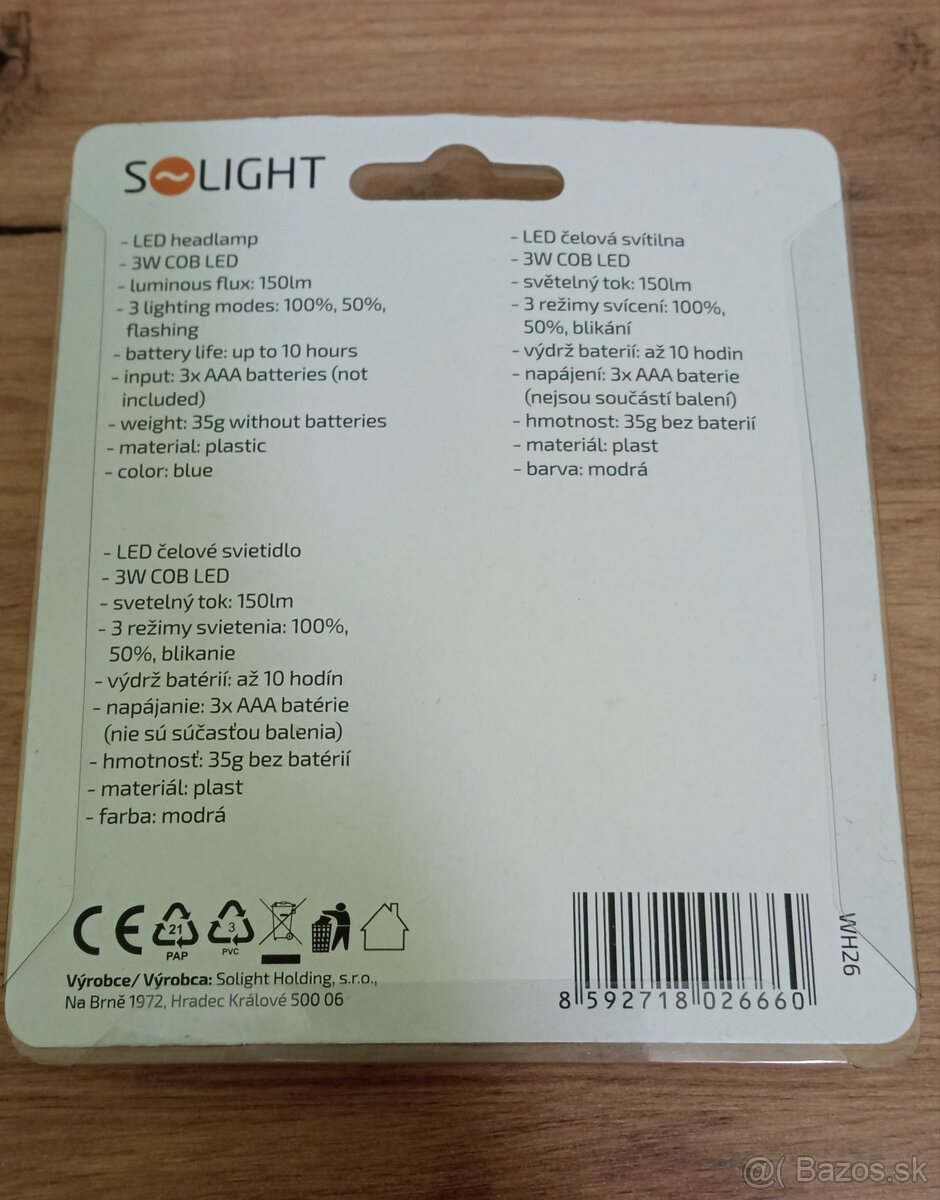 SOLIGHT
- LED headlamp
- 3W COB LED
- luminous flux: 150lm
- 3 lighting modes: 100%, 50%,
flashing
- battery life: up to 10 hours
- input: 3x AAA batteries (not
included)
- weight: 35g without batteries
- material: plastic
- color: blue
- LED čelová svítilna
- 3W COB LED
- světelný tok: 150lm
- 3 režimy svícení: 100%,
50%, blikání
- výdrž baterií: až 10 hodin
- napájení: 3x AAA baterie
(nejsou součástí balení)
- hmotnost: 35g bez baterií
- materiál: plast
- barva: modrá
- LED čelové svietidlo
- 3W COB LED
- svetelný tok: 150lm
- 3 režimy svietenia: 100%,
50%, blikanie
- výdrž batérií: až 10 hodín
- napájanie: 3x AAA batérie
(nie sú súčasťou balenia)
- hmotnosť: 35g bez batérií
- materiál: plast
- farba: modrá
CE
21
PAP
3
PVC
Výrobce/ Výrobca: Solight Holding, s.r.o.,
Na Brně 1972, Hradec Králové 500 06
8 592718 026660
WH26
@( Bazos.sk